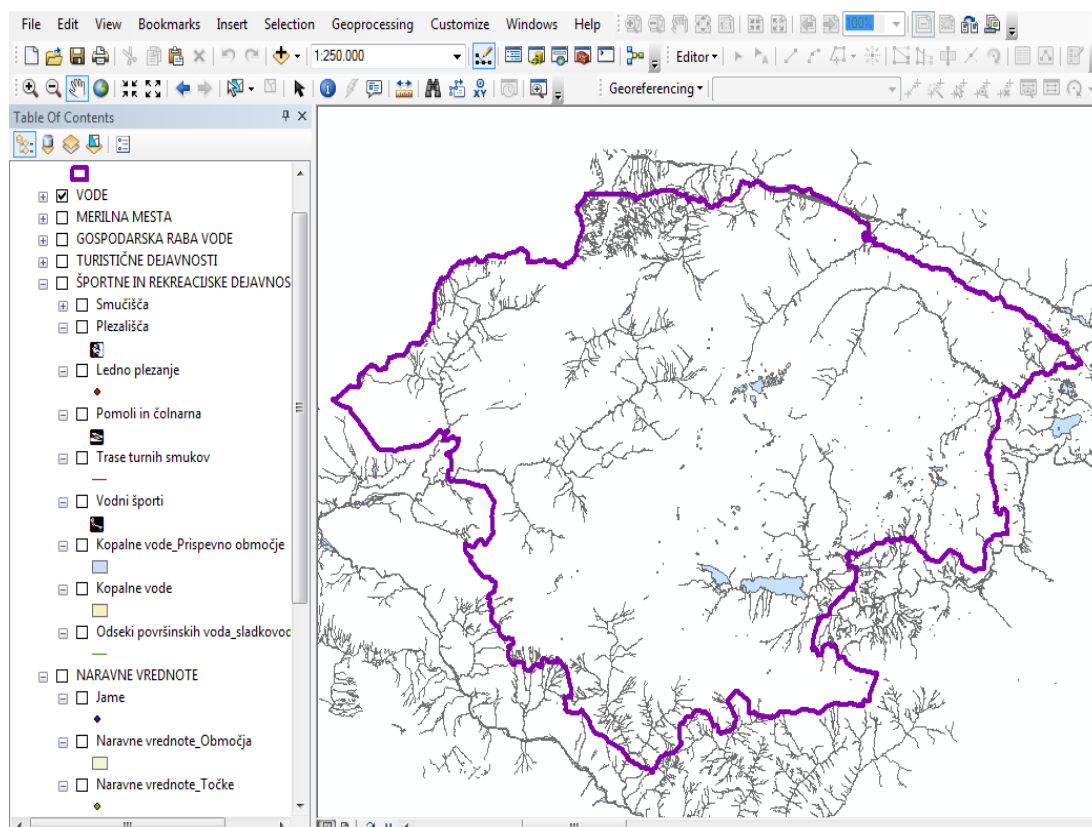 File Edit View Bookmarks Insert Selection Geoprocessing Customize Windows Help 100%
1:250.000 Editor
XY Georeferencing
Table Of Contents
VODE
MERILNA MESTA
GOSPODARSKA RABA VODE
TURISTIČNE DEJAVNOSTI
ŠPORTNE IN REKREACIJSKE DEJAVNOS
Smučišča
Plezališča
Ledno plezanje
Pomoli in čolnarna
Trase turnih smukov
Vodni športi
Kopalne vode_Prispevno območje
Kopalne vode
Odseki površinskih voda_sladkovod
NARAVNE VREDNOTE
Jame
Naravne vrednote_Območja
Naravne vrednote_Točke